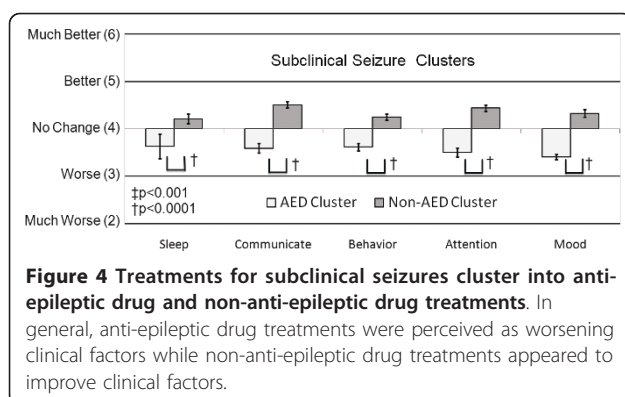 Much Better (6)
Subclinical Seizure Clusters
Better (5)
No Change (4)
† † † † †
Worse (3)
‡p<0.001
†p<0.0001
AED Cluster Non-AED Cluster
Much Worse (2)
Sleep Communicate Behavior Attention Mood
Figure 4 Treatments for subclinical seizures cluster into anti-
epileptic drug and non-anti-epileptic drug treatments. In
general, anti-epileptic drug treatments were perceived as worsening
clinical factors while non-anti-epileptic drug treatments appeared to
improve clinical factors.